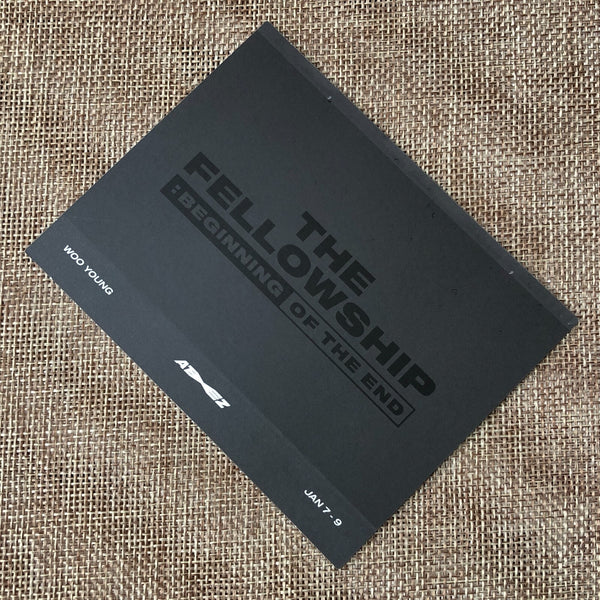 THE
FELLOWSHIP
: BEGINNING OF THE END
WOO YOUNG
ATEEZ
JAN 7 - 9